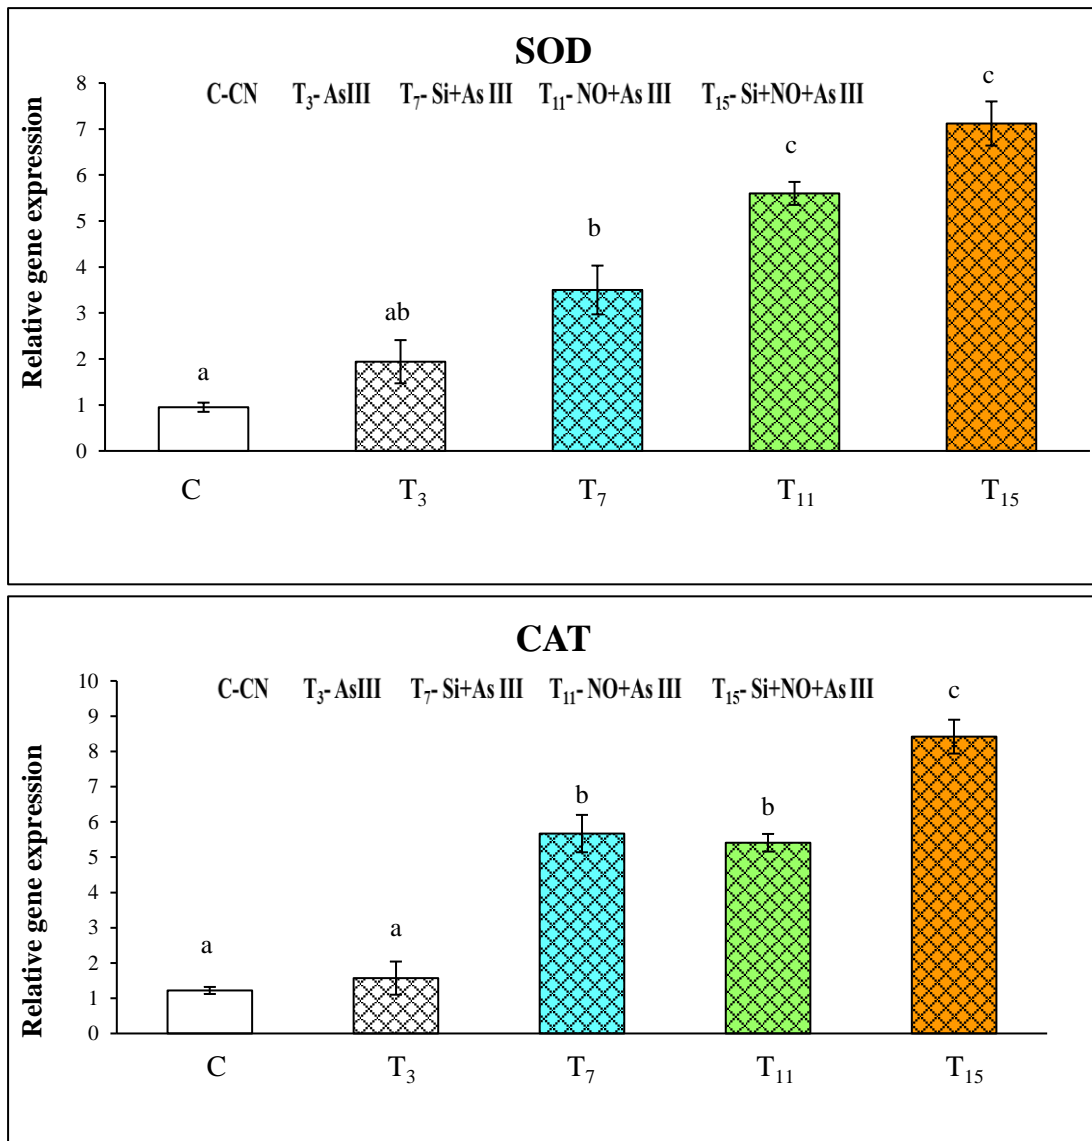 SOD
C-CN T₃- AsIII T₇- Si+As III T₁₁- NO+As III T₁₅- Si+NO+As III
Relative gene expression
8
7
6
5
4
3
2
1
0
a
ab
b
c
c
C T₃ T₇ T₁₁ T₁₅
CAT
C-CN T₃- AsIII T₇- Si+As III T₁₁- NO+As III T₁₅- Si+NO+As III
Relative gene expression
10
9
8
7
6
5
4
3
2
1
0
a
a
b
b
c
C T₃ T₇ T₁₁ T₁₅